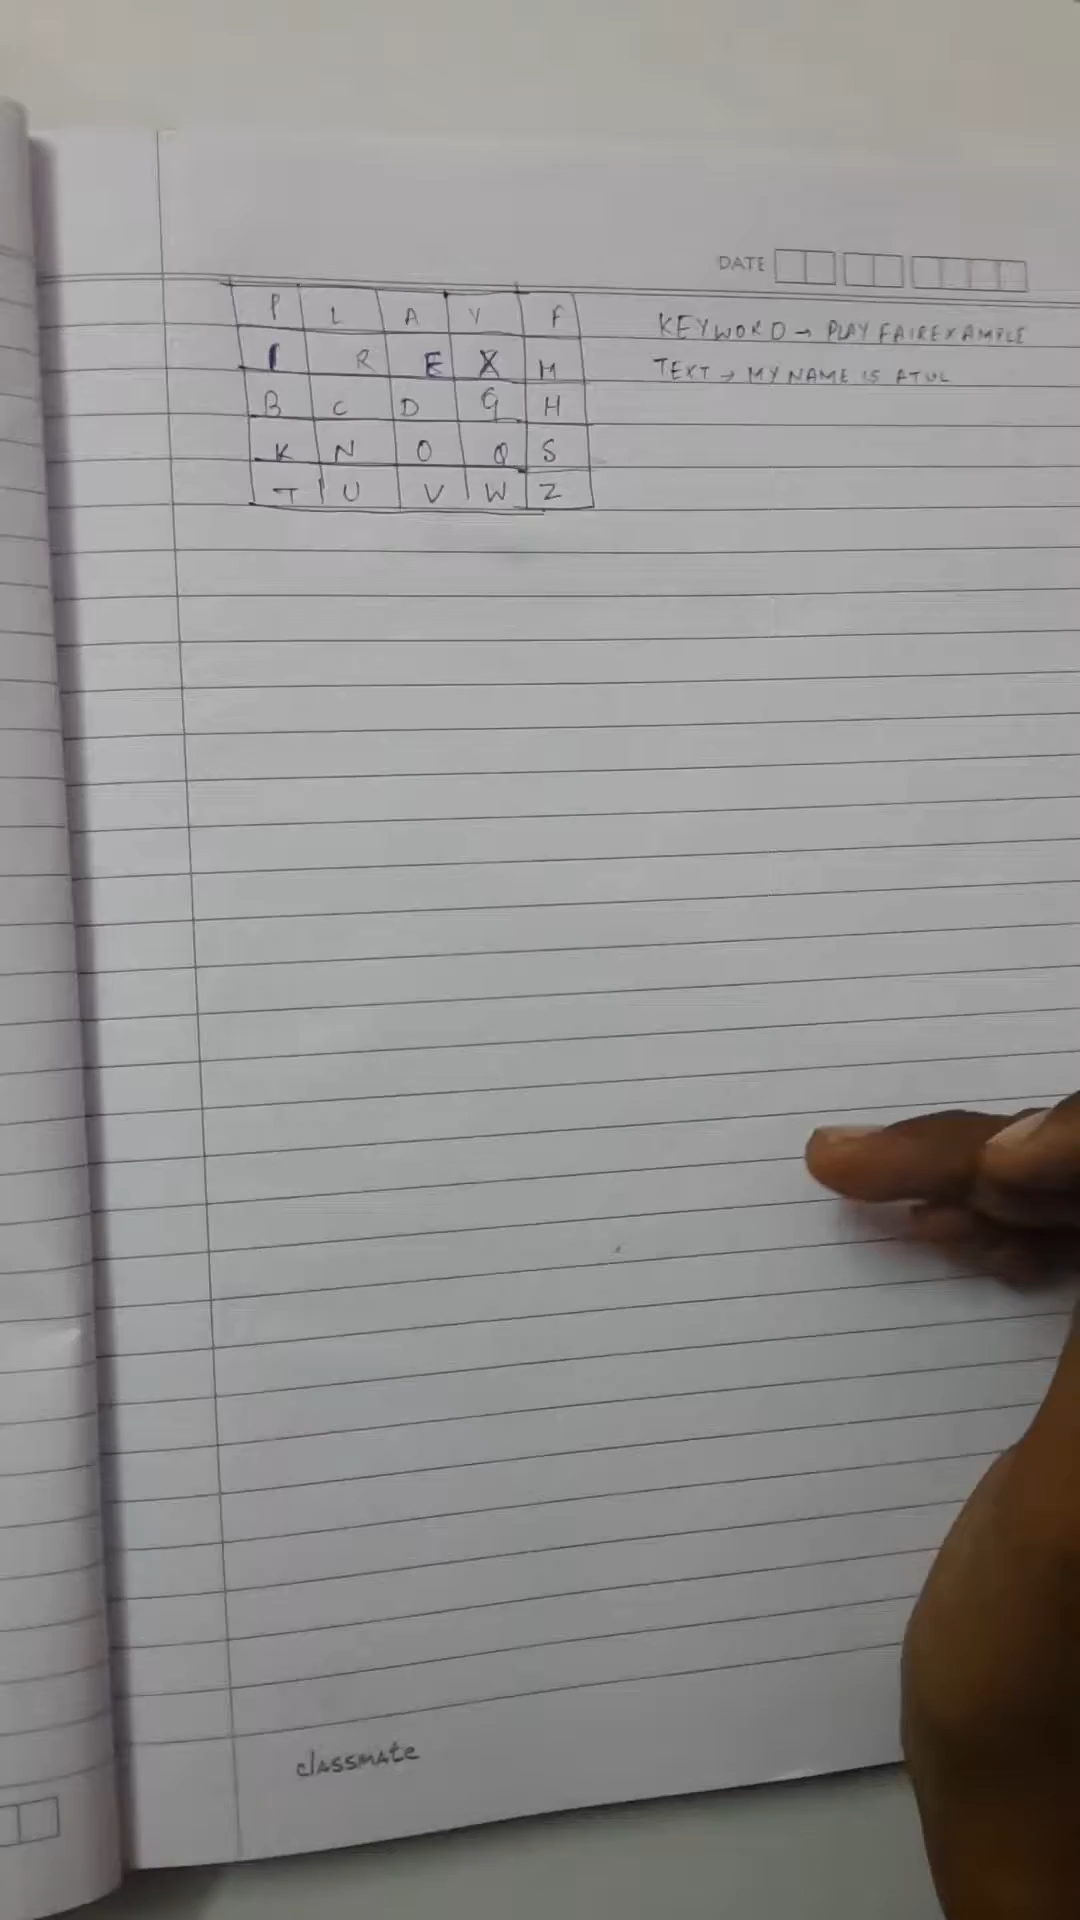 DATE
P L A Y F
I R E X M
B C D G H
K N O Q S
T U V W Z
KEYWORD → PLAY FAIREXAMPLE
TEXT → MY NAME IS ATUL
classmate